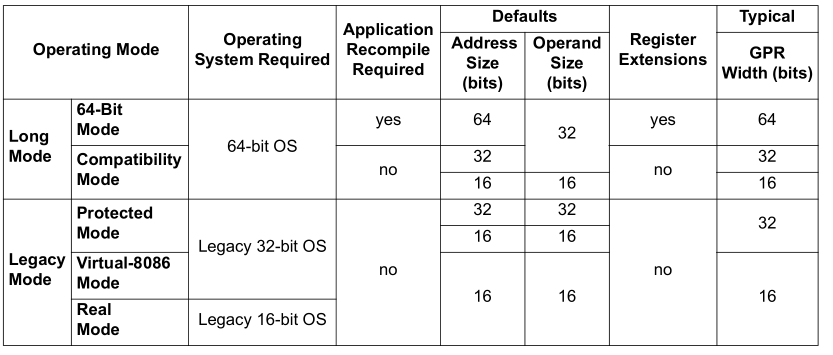 Operating Mode
Operating
System Required
Application
Recompile
Required
Defaults
Address
Size
(bits)
Operand
Size
(bits)
Register
Extensions
Typical
GPR
Width (bits)
Long
Mode
64-Bit
Mode
64-bit OS
yes
64
32
yes
64
Compatibility
Mode
no
32
no
32
16
16
16
Legacy
Mode
Protected
Mode
Legacy 32-bit OS
no
32
32
no
32
16
16
Virtual-8086
Mode
16
16
16
Real
Mode
Legacy 16-bit OS